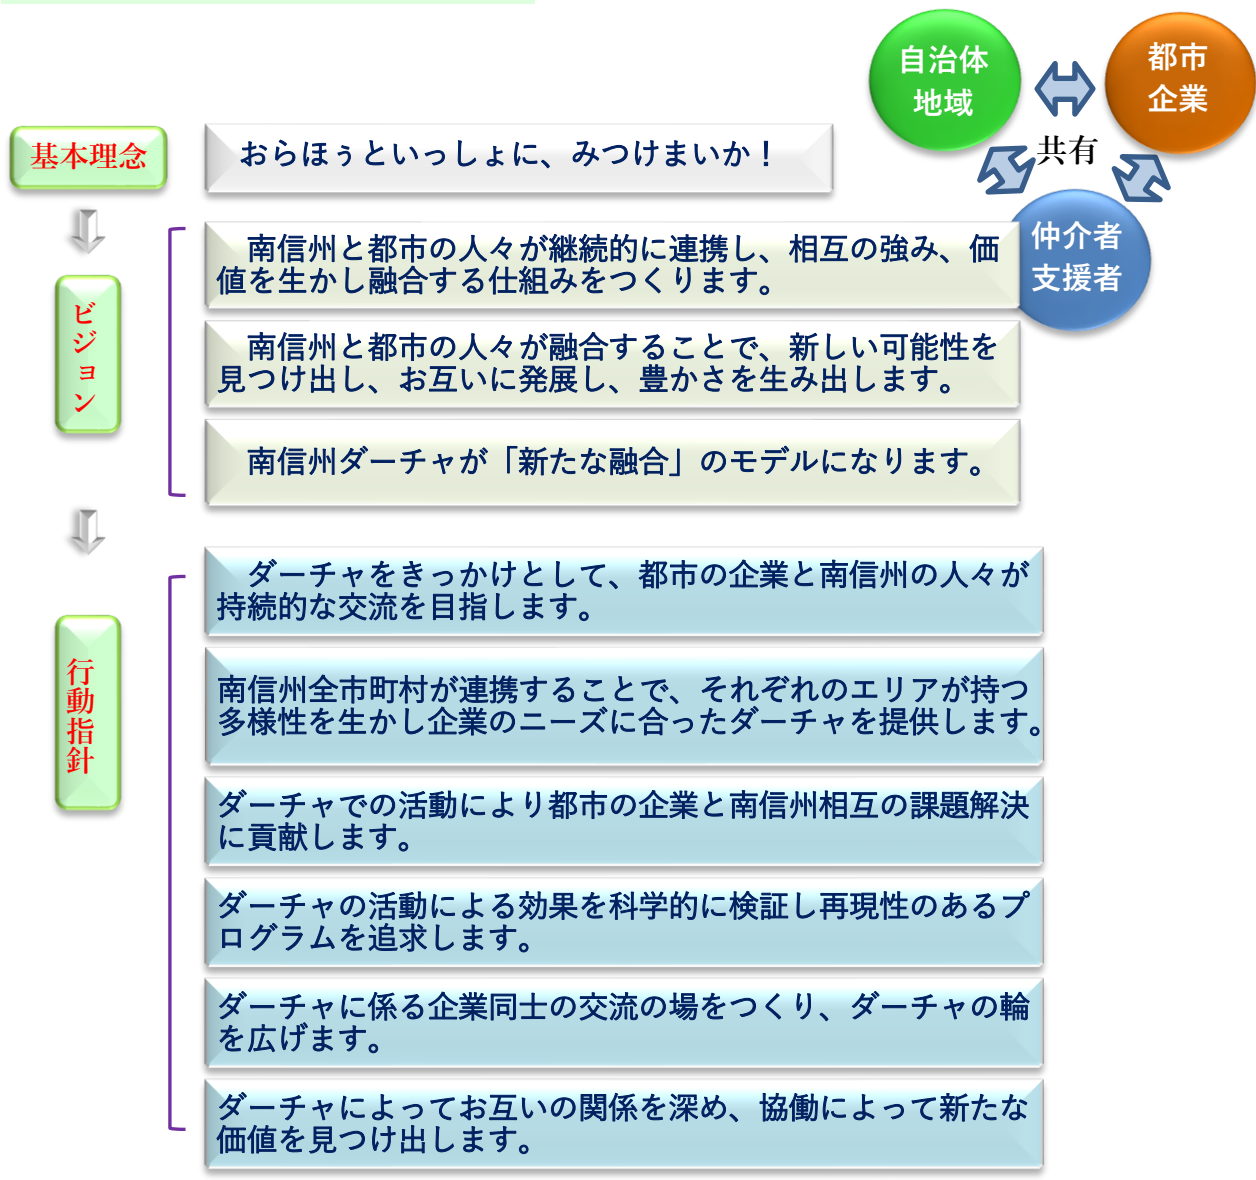 自治体
地域
都市
企業
共有
仲介者
支援者
基本理念
おらほぅといっしょに、みつけまいか！
ビジョン
南信州と都市の人々が継続的に連携し、相互の強み、価
値を生かし融合する仕組みをつくります。
南信州と都市の人々が融合することで、新しい可能性を
見つけ出し、お互いに発展し、豊かさを生み出します。
南信州ダーチャが「新たな融合」のモデルになります。
行動指針
ダーチャをきっかけとして、都市の企業と南信州の人々が
持続的な交流を目指します。
南信州全市町村が連携することで、それぞれのエリアが持つ
多様性を生かし企業のニーズに合ったダーチャを提供します。
ダーチャでの活動により都市の企業と南信州相互の課題解決
に貢献します。
ダーチャの活動による効果を科学的に検証し再現性のあるプ
ログラムを追求します。
ダーチャに係る企業同士の交流の場をつくり、ダーチャの輪
を広げます。
ダーチャによってお互いの関係を深め、協働によって新たな
価値を見つけ出します。